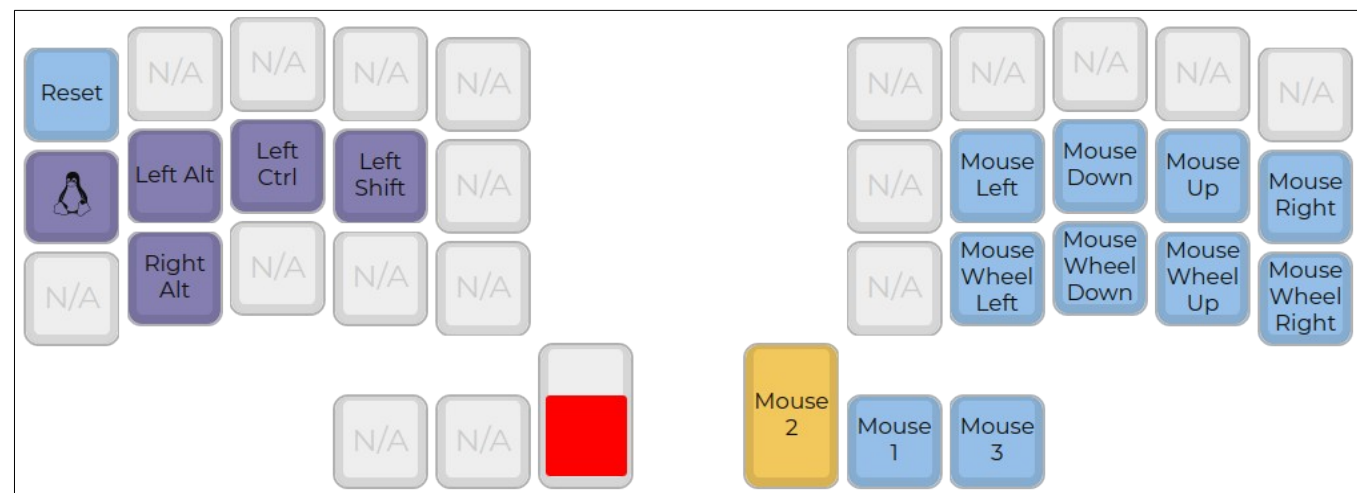 Reset
N/A
N/A
N/A
N/A
N/A
N/A
N/A
N/A
N/A
Left Alt
Left
Ctrl
Left
Shift
N/A
N/A
Mouse
Left
Mouse
Down
Mouse
Up
Mouse
Right
N/A
Right
Alt
N/A
N/A
N/A
N/A
Mouse
Wheel
Left
Mouse
Wheel
Down
Mouse
Wheel
Up
Mouse
Wheel
Right
N/A
N/A
Mouse
2
Mouse
1
Mouse
3